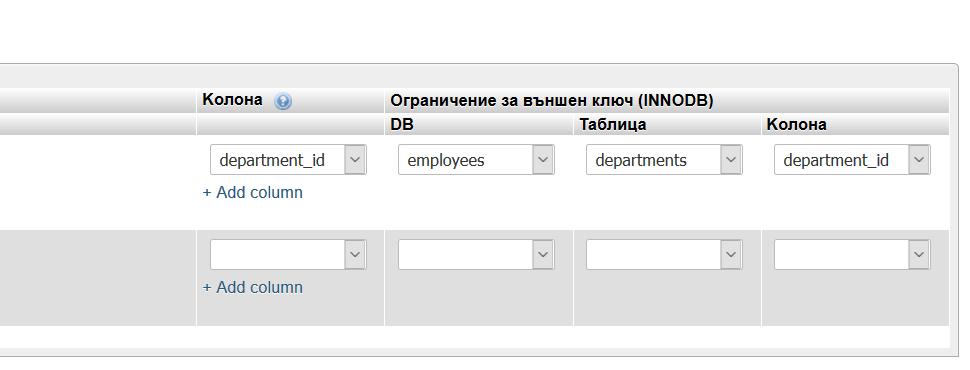 Колона Ограничение за външен ключ (INNODB)
DB Таблица Колона
department_id employees departments department_id
+ Add column
+ Add column